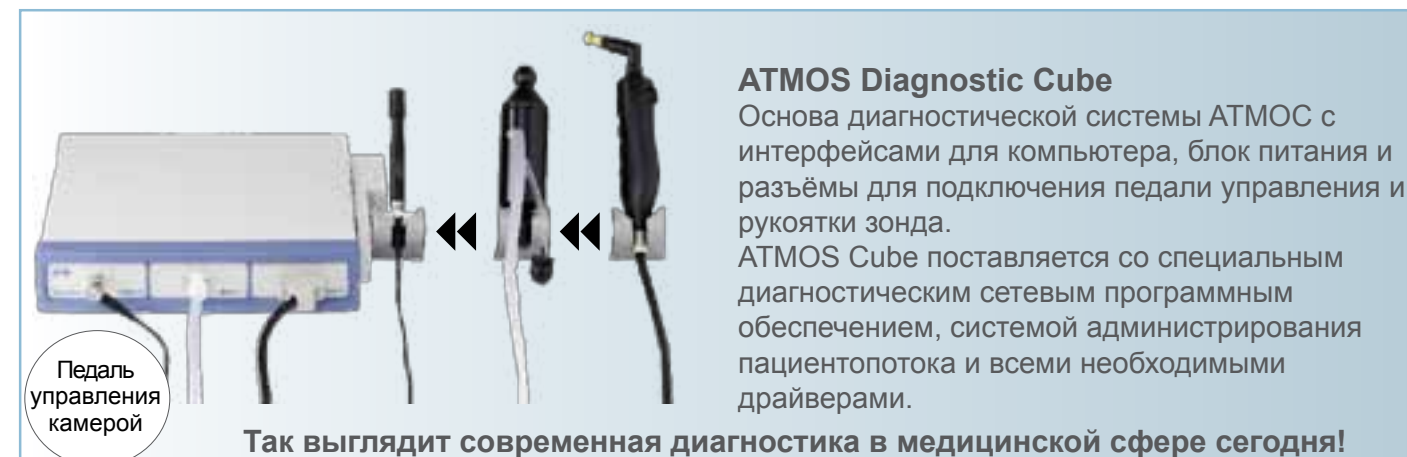 ATMOS Diagnostic Cube
Основа диагностической системы АТМОС с
интерфейсами для компьютера, блок питания и
разъёмы для подключения педали управления и
рукоятки зонда.
ATMOS Cube поставляется со специальным
диагностическим сетевым программным
обеспечением, системой администрирования
пациентопотока и всеми необходимыми
драйверами.
Педаль
управления
камерой
Так выглядит современная диагностика в медицинской сфере сегодня!